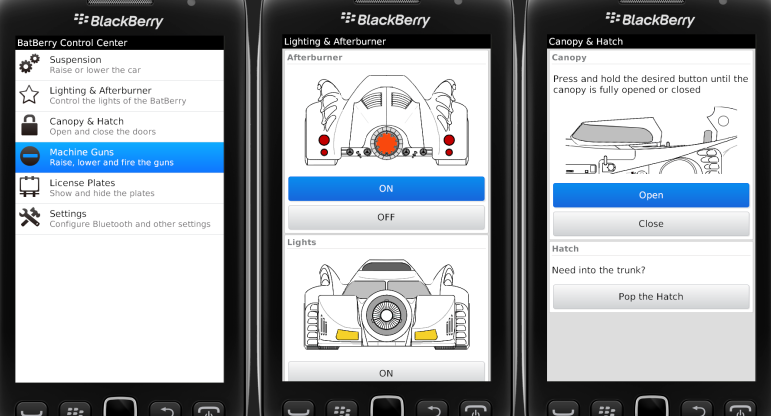 BlackBerry
BatBerry Control Center
Suspension
Raise or lower the car
Lighting & Afterburner
Control the lights of the BatBerry
Canopy & Hatch
Open and close the doors
Machine Guns
Raise, lower and fire the guns
License Plates
Show and hide the plates
Settings
Configure Bluetooth and other settings
BlackBerry
Lighting & Afterburner
Afterburner
ON
OFF
Lights
ON
BlackBerry
Canopy & Hatch
Canopy
Press and hold the desired button until the
canopy is fully opened or closed
Open
Close
Hatch
Need into the trunk?
Pop the Hatch